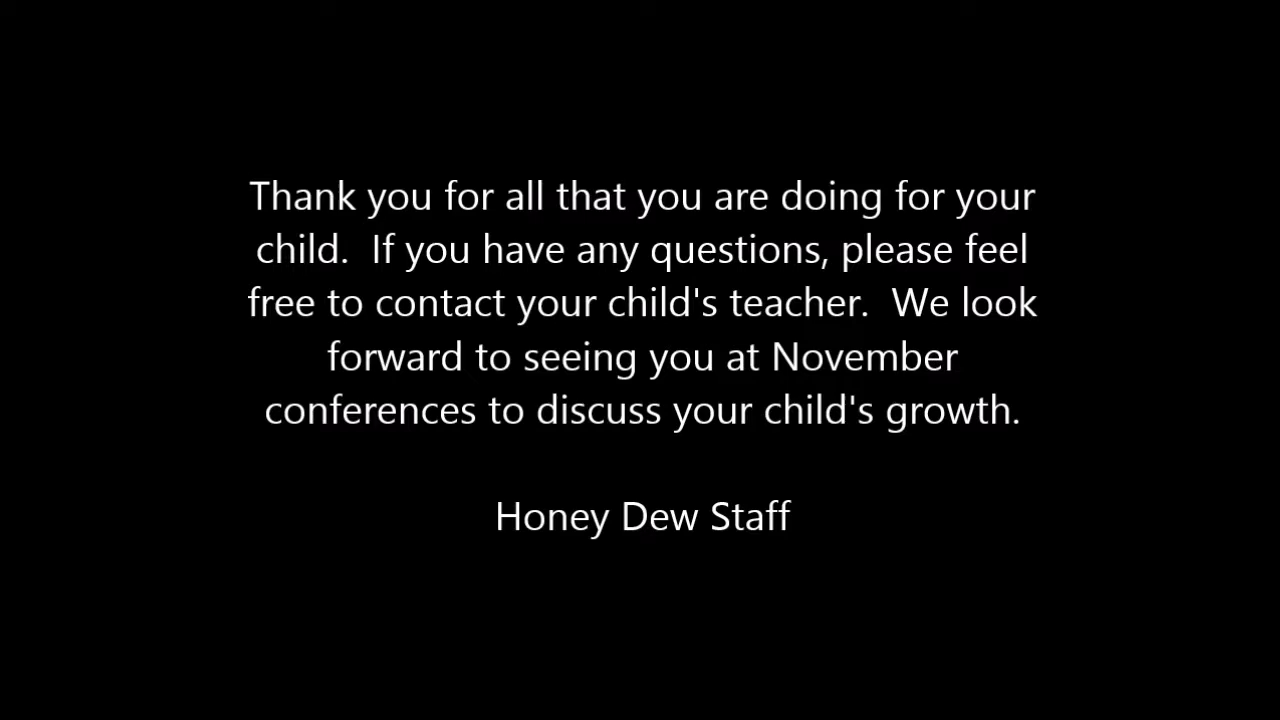 Thank you for all that you are doing for your
child.  If you have any questions, please feel
free to contact your child's teacher.  We look
forward to seeing you at November
conferences to discuss your child's growth.
Honey Dew Staff